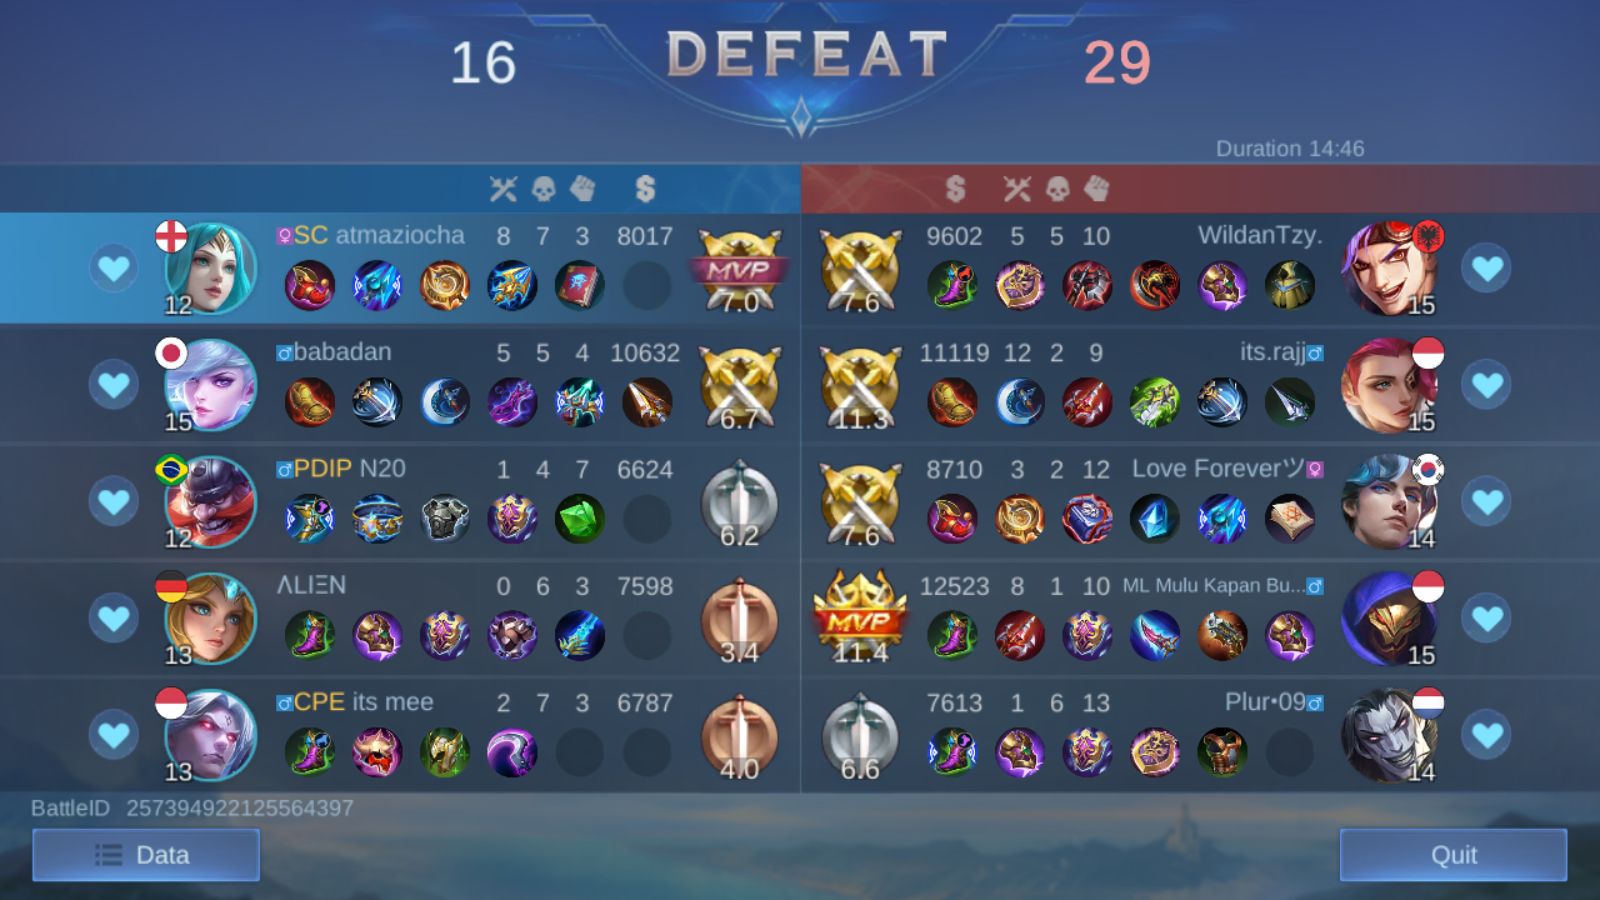 16 DEFEAT 29
Duration 14:46
♀SC atmaziocha 8 7 3 8017
12 MVP 7.0
9602 5 5 10 WildanTzy.
7.6 15
♂babadan 5 5 4 10632
15 6.7
11119 12 2 9 its.rajj♂
11.3 15
♂PDIP N20 1 4 7 6624
12 6.2
8710 3 2 12 Love Foreverツ♀
7.6 14
ΛLIΞN 0 6 3 7598
13 3.4
12523 8 1 10 ML Mulu Kapan Bu...♂
MVP 11.4 15
♂CPE its mee 2 7 3 6787
13 4.0
7613 1 6 13 Plur•09♂
6.6 14
BattleID 257394922125564397
Data
Quit